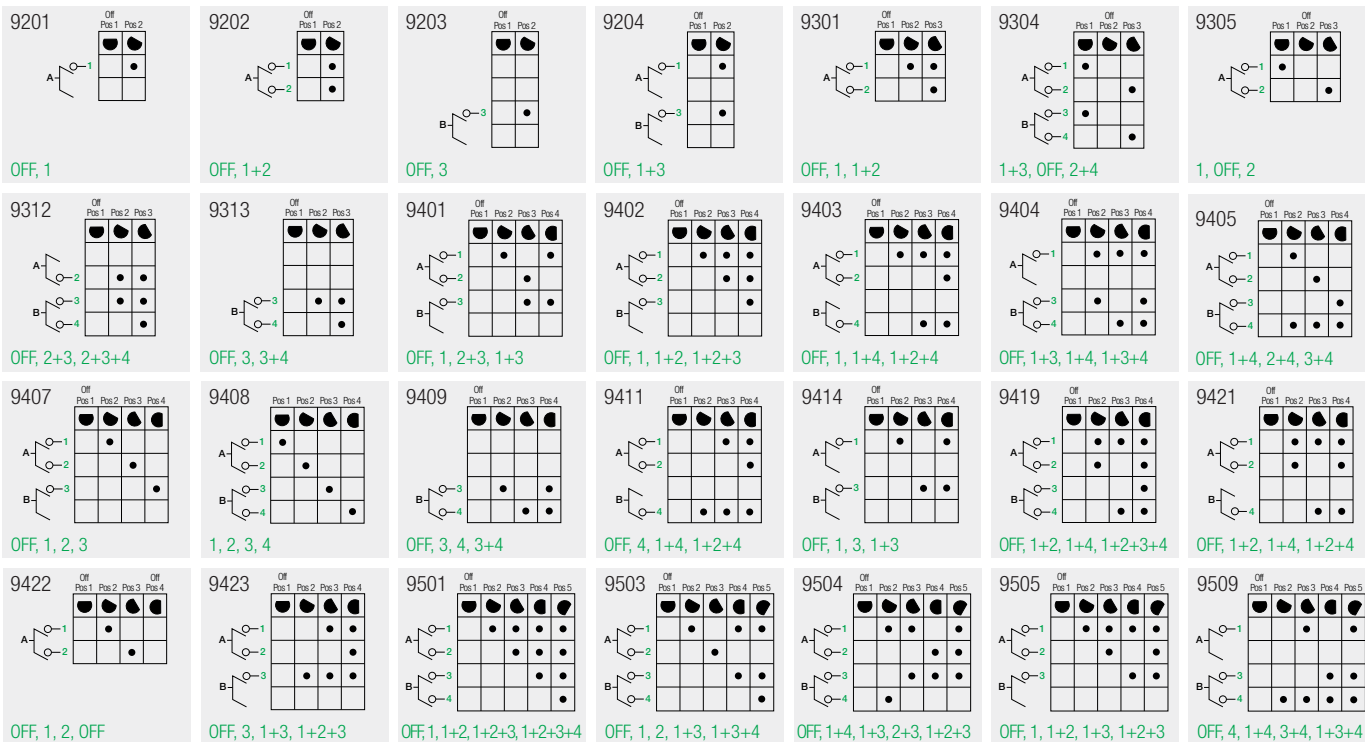 9201
Off
Pos 1 Pos 2
A
1
OFF, 1
9202
Off
Pos 1 Pos 2
A
1
2
OFF, 1+2
9203
Off
Pos 1 Pos 2
B
3
OFF, 3
9204
Off
Pos 1 Pos 2
A
1
B
3
OFF, 1+3
9301
Off
Pos 1 Pos 2 Pos 3
A
1
2
OFF, 1, 1+2
9304
Off
Pos 1 Pos 2 Pos 3
A
1
2
B
3
4
1+3, OFF, 2+4
9305
Off
Pos 1 Pos 2 Pos 3
A
1
2
1, OFF, 2
9312
Off
Pos 1 Pos 2 Pos 3
A
2
B
3
4
OFF, 2+3, 2+3+4
9313
Off
Pos 1 Pos 2 Pos 3
B
3
4
OFF, 3, 3+4
9401
Off
Pos 1 Pos 2 Pos 3 Pos 4
A
1
2
B
3
OFF, 1, 2+3, 1+3
9402
Off
Pos 1 Pos 2 Pos 3 Pos 4
A
1
2
B
3
OFF, 1, 1+2, 1+2+3
9403
Off
Pos 1 Pos 2 Pos 3 Pos 4
A
1
2
B
4
OFF, 1, 1+4, 1+2+4
9404
Off
Pos 1 Pos 2 Pos 3 Pos 4
A
1
B
3
4
OFF, 1+3, 1+4, 1+3+4
9405
Off
Pos 1 Pos 2 Pos 3 Pos 4
A
1
2
B
3
4
OFF, 1+4, 2+4, 3+4
9407
Off
Pos 1 Pos 2 Pos 3 Pos 4
A
1
2
B
3
OFF, 1, 2, 3
9408
Pos 1 Pos 2 Pos 3 Pos 4
A
1
2
B
3
4
1, 2, 3, 4
9409
Off
Pos 1 Pos 2 Pos 3 Pos 4
B
3
4
OFF, 3, 4, 3+4
9411
Off
Pos 1 Pos 2 Pos 3 Pos 4
A
1
2
B
4
OFF, 4, 1+4, 1+2+4
9414
Off
Pos 1 Pos 2 Pos 3 Pos 4
A
1
B
3
OFF, 1, 3, 1+3
9419
Off
Pos 1 Pos 2 Pos 3 Pos 4
A
1
2
B
3
4
OFF, 1+2, 1+4, 1+2+3+4
9421
Off
Pos 1 Pos 2 Pos 3 Pos 4
A
1
2
B
4
OFF, 1+2, 1+4, 1+2+4
9422
Off Off
Pos 1 Pos 2 Pos 3 Pos 4
A
1
2
OFF, 1, 2, OFF
9423
Off
Pos 1 Pos 2 Pos 3 Pos 4
A
1
2
B
3
OFF, 3, 1+3, 1+2+3
9501
Off
Pos 1 Pos 2 Pos 3 Pos 4 Pos 5
A
1
2
B
3
4
OFF, 1, 1+2, 1+2+3, 1+2+3+4
9503
Off
Pos 1 Pos 2 Pos 3 Pos 4 Pos 5
A
1
2
B
3
4
OFF, 1, 2, 1+3, 1+3+4
9504
Off
Pos 1 Pos 2 Pos 3 Pos 4 Pos 5
A
1
2
B
3
4
OFF, 1+4, 1+3, 2+3, 1+2+3
9505
Off
Pos 1 Pos 2 Pos 3 Pos 4 Pos 5
A
1
2
B
3
OFF, 1, 1+2, 1+3, 1+2+3
9509
Off
Pos 1 Pos 2 Pos 3 Pos 4 Pos 5
A
1
B
3
4
OFF, 4, 1+4, 3+4, 1+3+4